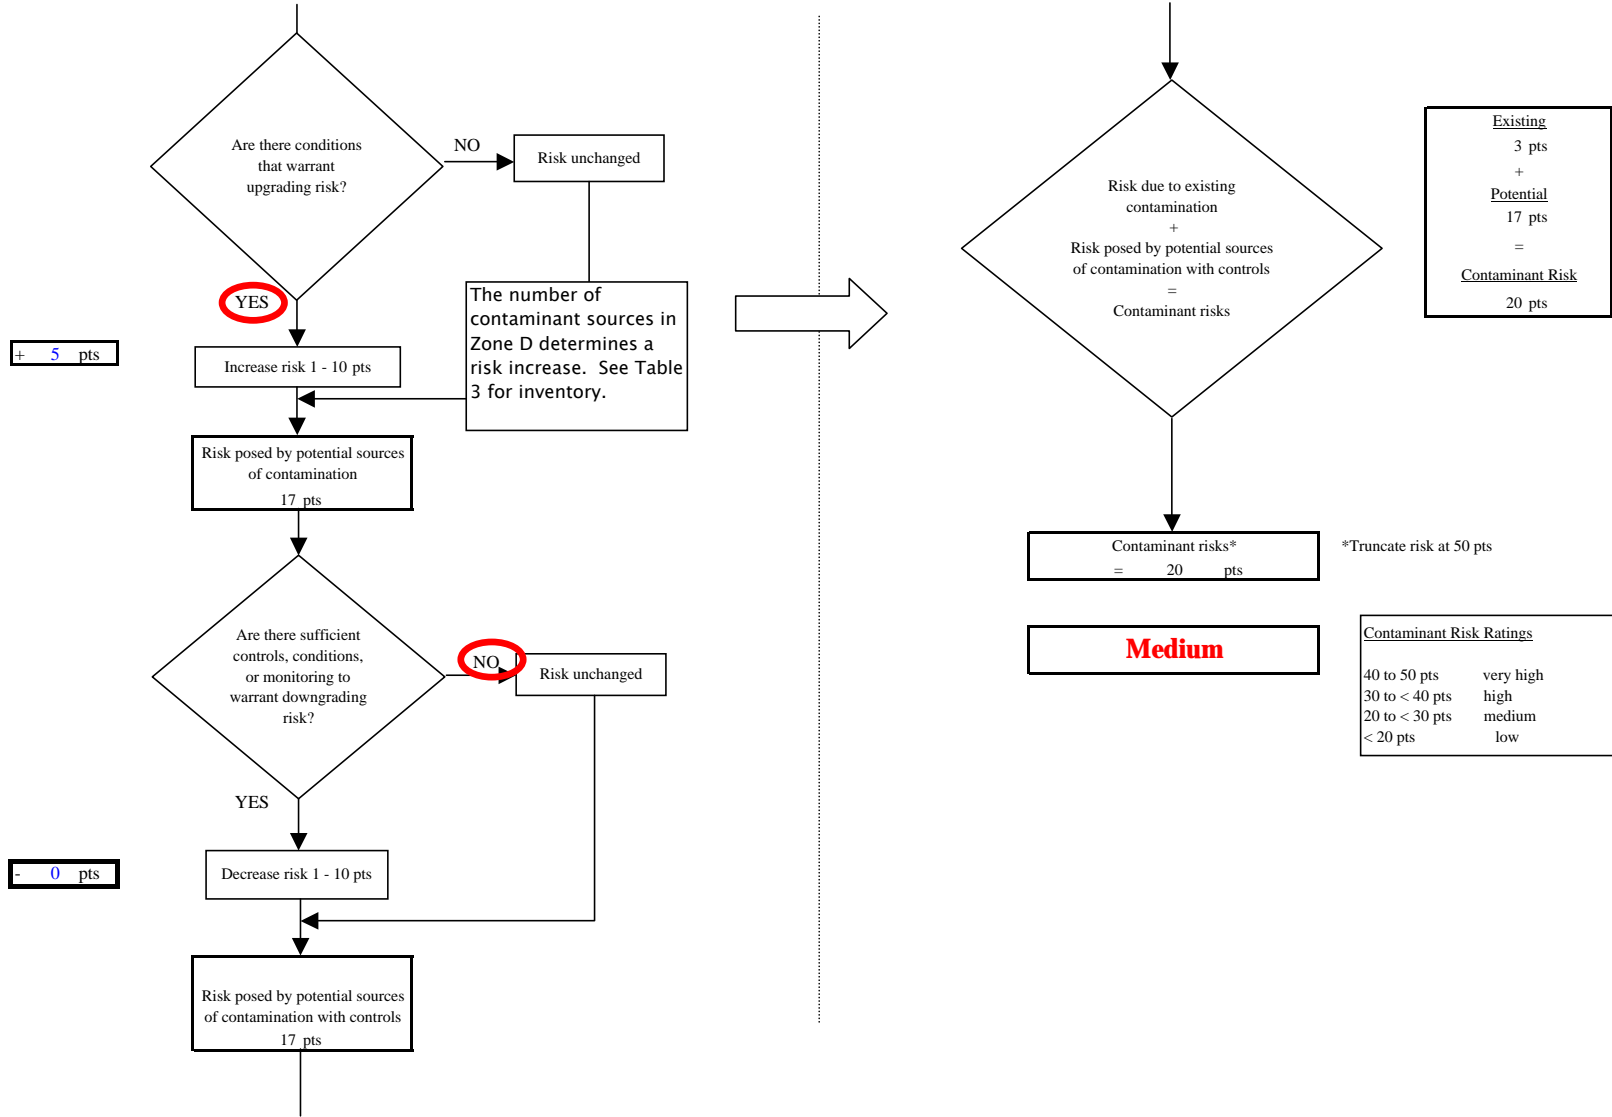 Are there conditions
that warrant
upgrading risk?
NO
Risk unchanged
YES
The number of
contaminant sources in
Zone D determines a
risk increase.  See Table
3 for inventory.
+ 5 pts
Increase risk 1 - 10 pts
Risk posed by potential sources
of contamination
17 pts
Are there sufficient
controls, conditions,
or monitoring to
warrant downgrading
risk?
NO
Risk unchanged
YES
- 0 pts
Decrease risk 1 - 10 pts
Risk posed by potential sources
of contamination with controls
17 pts
Risk due to existing
contamination
+
Risk posed by potential sources
of contamination with controls
=
Contaminant risks
Existing
3 pts
+
Potential
17 pts
=
Contaminant Risk
20 pts
Contaminant risks*
= 20 pts
*Truncate risk at 50 pts
Medium
Contaminant Risk Ratings
40 to 50 pts very high
30 to < 40 pts high
20 to < 30 pts medium
< 20 pts low